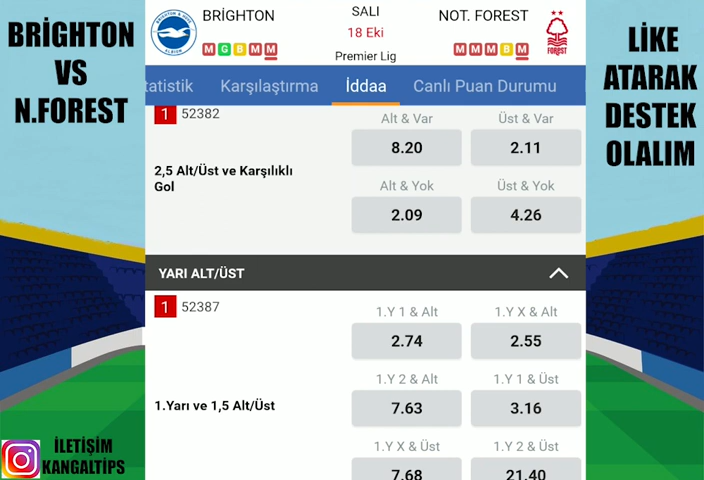 BRİGHTON
VS
N.FOREST
BRİGHTON
M G B M M
SALI
18 Eki
Premier Lig
NOT. FOREST
M M M B M
FOREST
LİKE
ATARAK
DESTEK
OLALIM
tatistik Karşılaştırma İddaa Canlı Puan Durumu
1 52382
Alt & Var Üst & Var
8.20 2.11
2,5 Alt/Üst ve Karşılıklı
Gol
Alt & Yok Üst & Yok
2.09 4.26
YARI ALT/ÜST
1 52387
1.Y 1 & Alt 1.Y X & Alt
2.74 2.55
1.Y 2 & Alt 1.Y 1 & Üst
1.Yarı ve 1,5 Alt/Üst
7.63 3.16
1.Y X & Üst 1.Y 2 & Üst
7.68 21.40
İLETİŞİM
KANGALTİPS